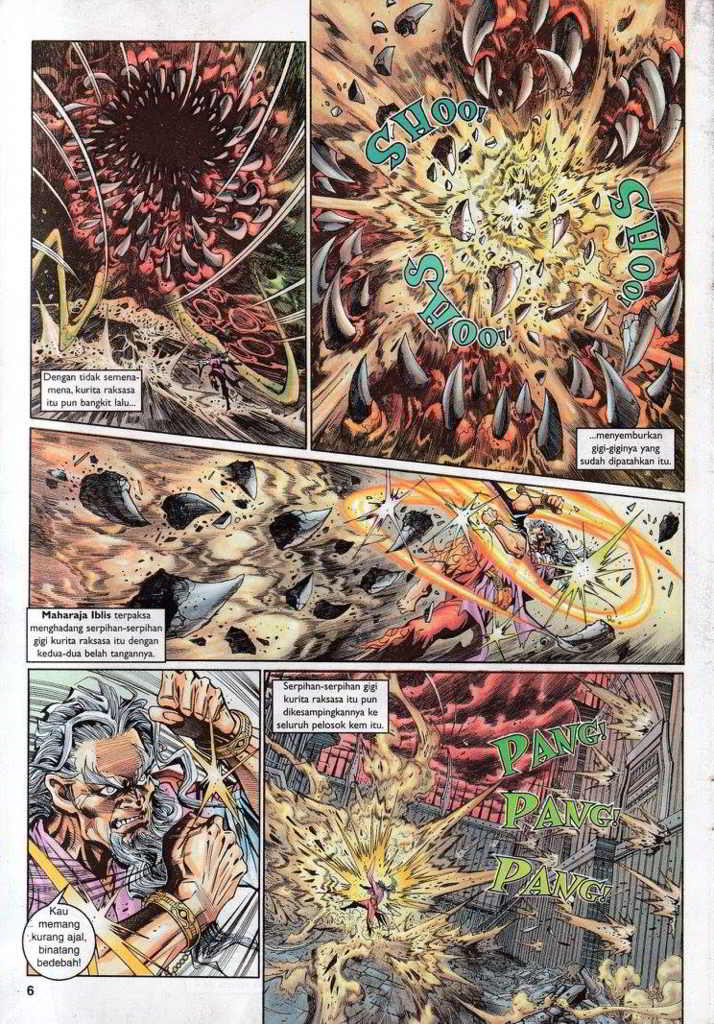 Dengan tidak semena-
mena, kurita raksasa
itu pun bangkit lalu...
SHOO!
SHOO!
SHOO!
...menyemburkan
gigi-giginya yang
sudah dipatahkan itu.
Maharaja Iblis terpaksa
menghadang serpihan-serpihan
gigi kurita raksasa itu dengan
kedua-dua belah tangannya.
Kau
memang
kurang ajal,
binatang
bedebah!
Serpihan-serpihan gigi
kurita raksasa itu pun
dikesampingkannya ke
seluruh pelosok kem itu.
PANG!
PANG!
PANG!
6